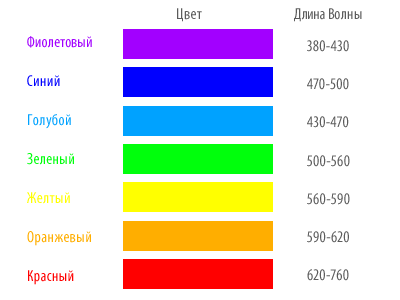 Цвет Длина Волны
Фиолетовый 380-430
Синий 470-500
Голубой 430-470
Зеленый 500-560
Желтый 560-590
Оранжевый 590-620
Красный 620-760